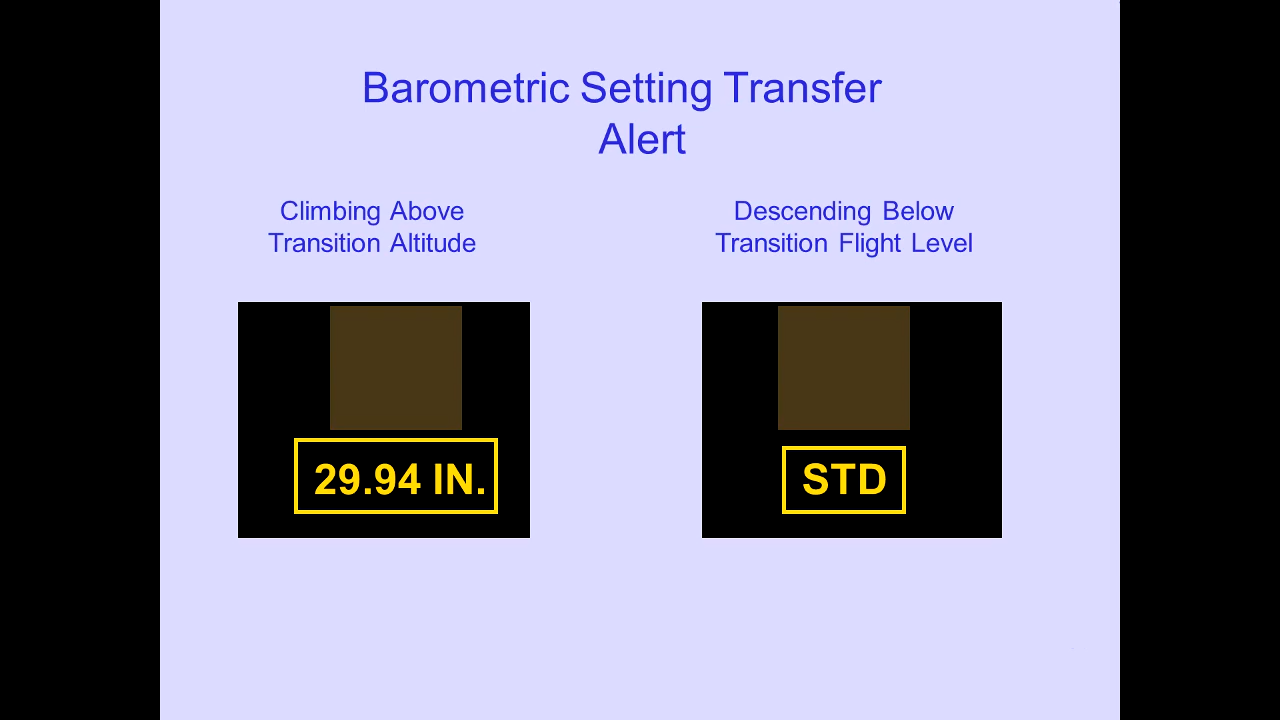 Barometric Setting Transfer
Alert
Climbing Above
Transition Altitude
Descending Below
Transition Flight Level
29.94 IN.
STD